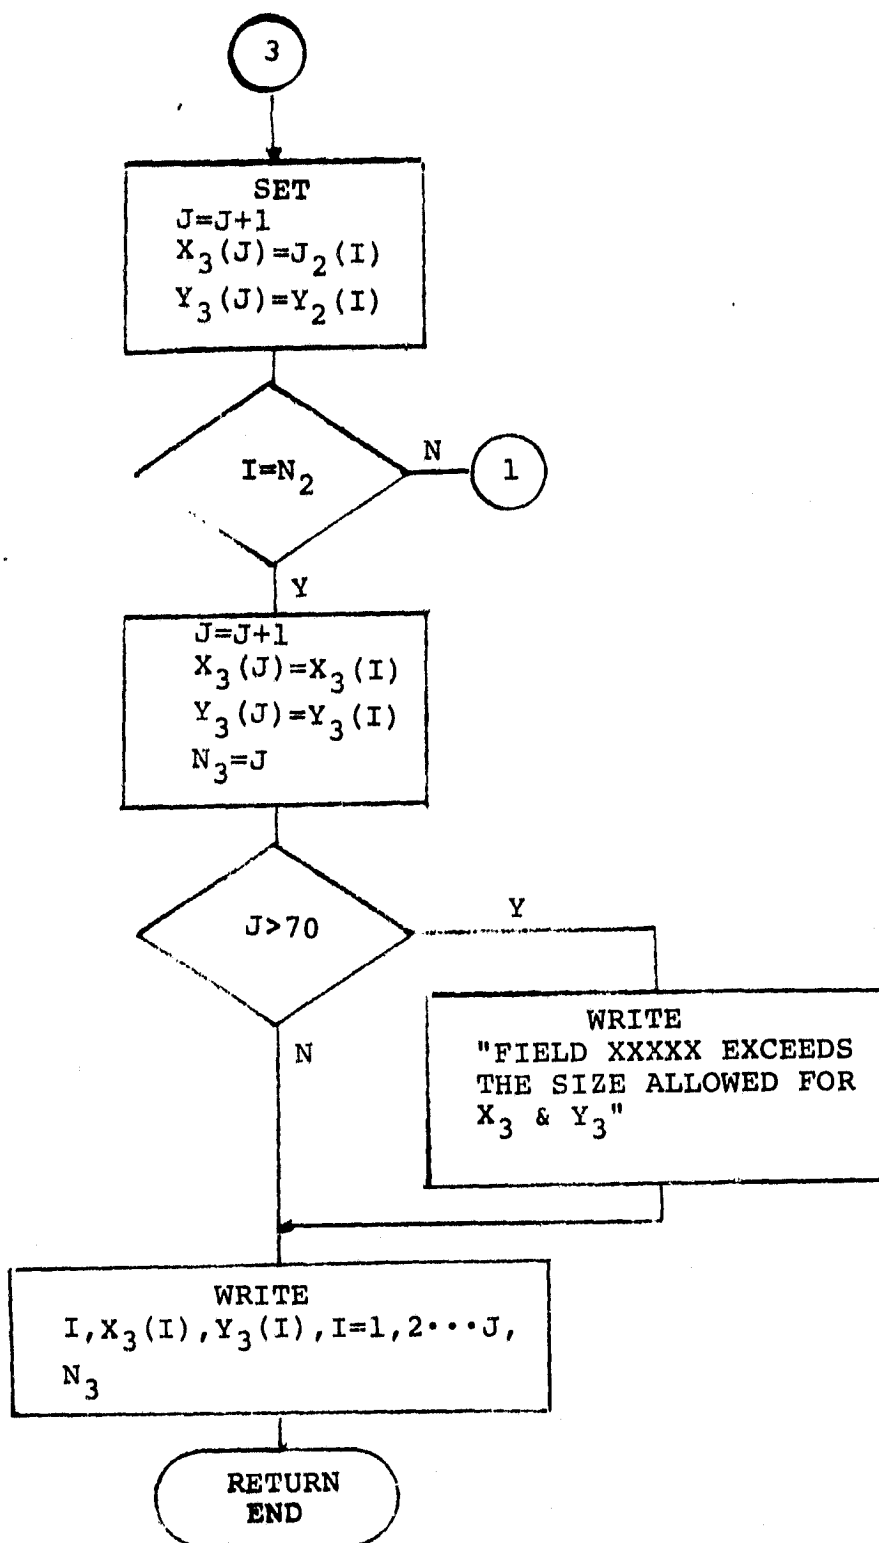 3
SET
J=J+1
X₃(J)=J₂(I)
Y₃(J)=Y₂(I)
I=N₂
N
1
Y
J=J+1
X₃(J)=X₃(I)
Y₃(J)=Y₃(I)
N₃=J
J>70
Y
N
WRITE
"FIELD XXXXX EXCEEDS
THE SIZE ALLOWED FOR
X₃ & Y₃"
WRITE
I,X₃(I),Y₃(I),I=1,2···J,
N₃
RETURN
END